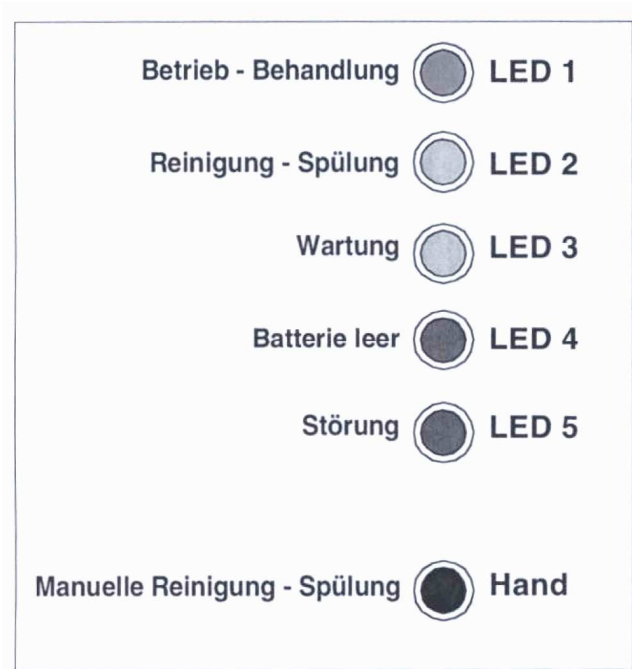 Betrieb - Behandlung LED 1
Reinigung - Spülung LED 2
Wartung LED 3
Batterie leer LED 4
Störung LED 5
Manuelle Reinigung - Spülung Hand